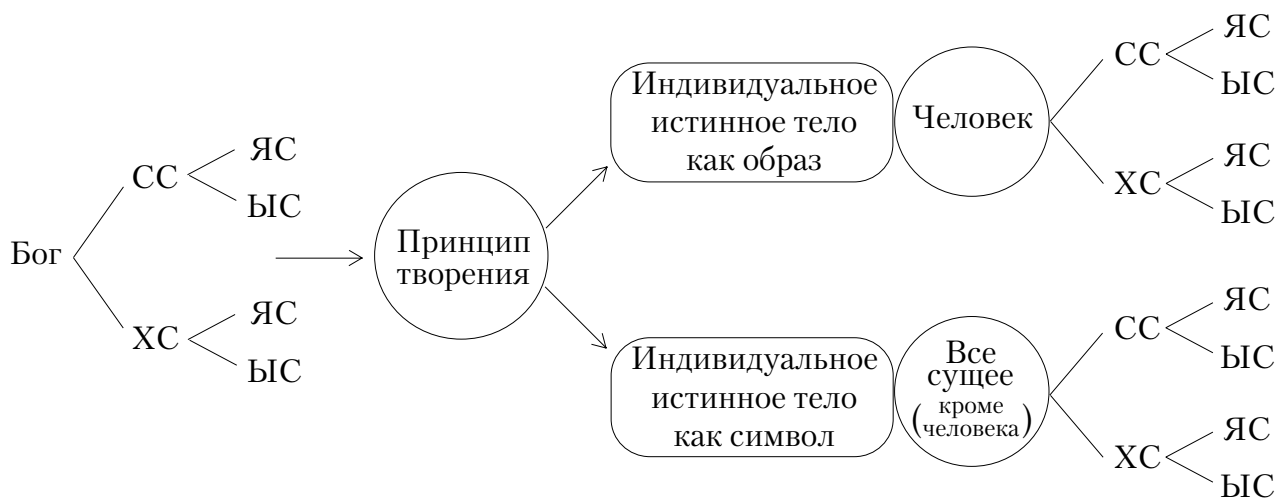 Бог
СС
ЯС
ЫС
ХС
ЯС
ЫС
Принцип
творения
Индивидуальное
истинное тело
как образ
Человек
СС
ЯС
ЫС
ХС
ЯС
ЫС
Индивидуальное
истинное тело
как символ
Все
сущее
(кроме
человека)
СС
ЯС
ЫС
ХС
ЯС
ЫС